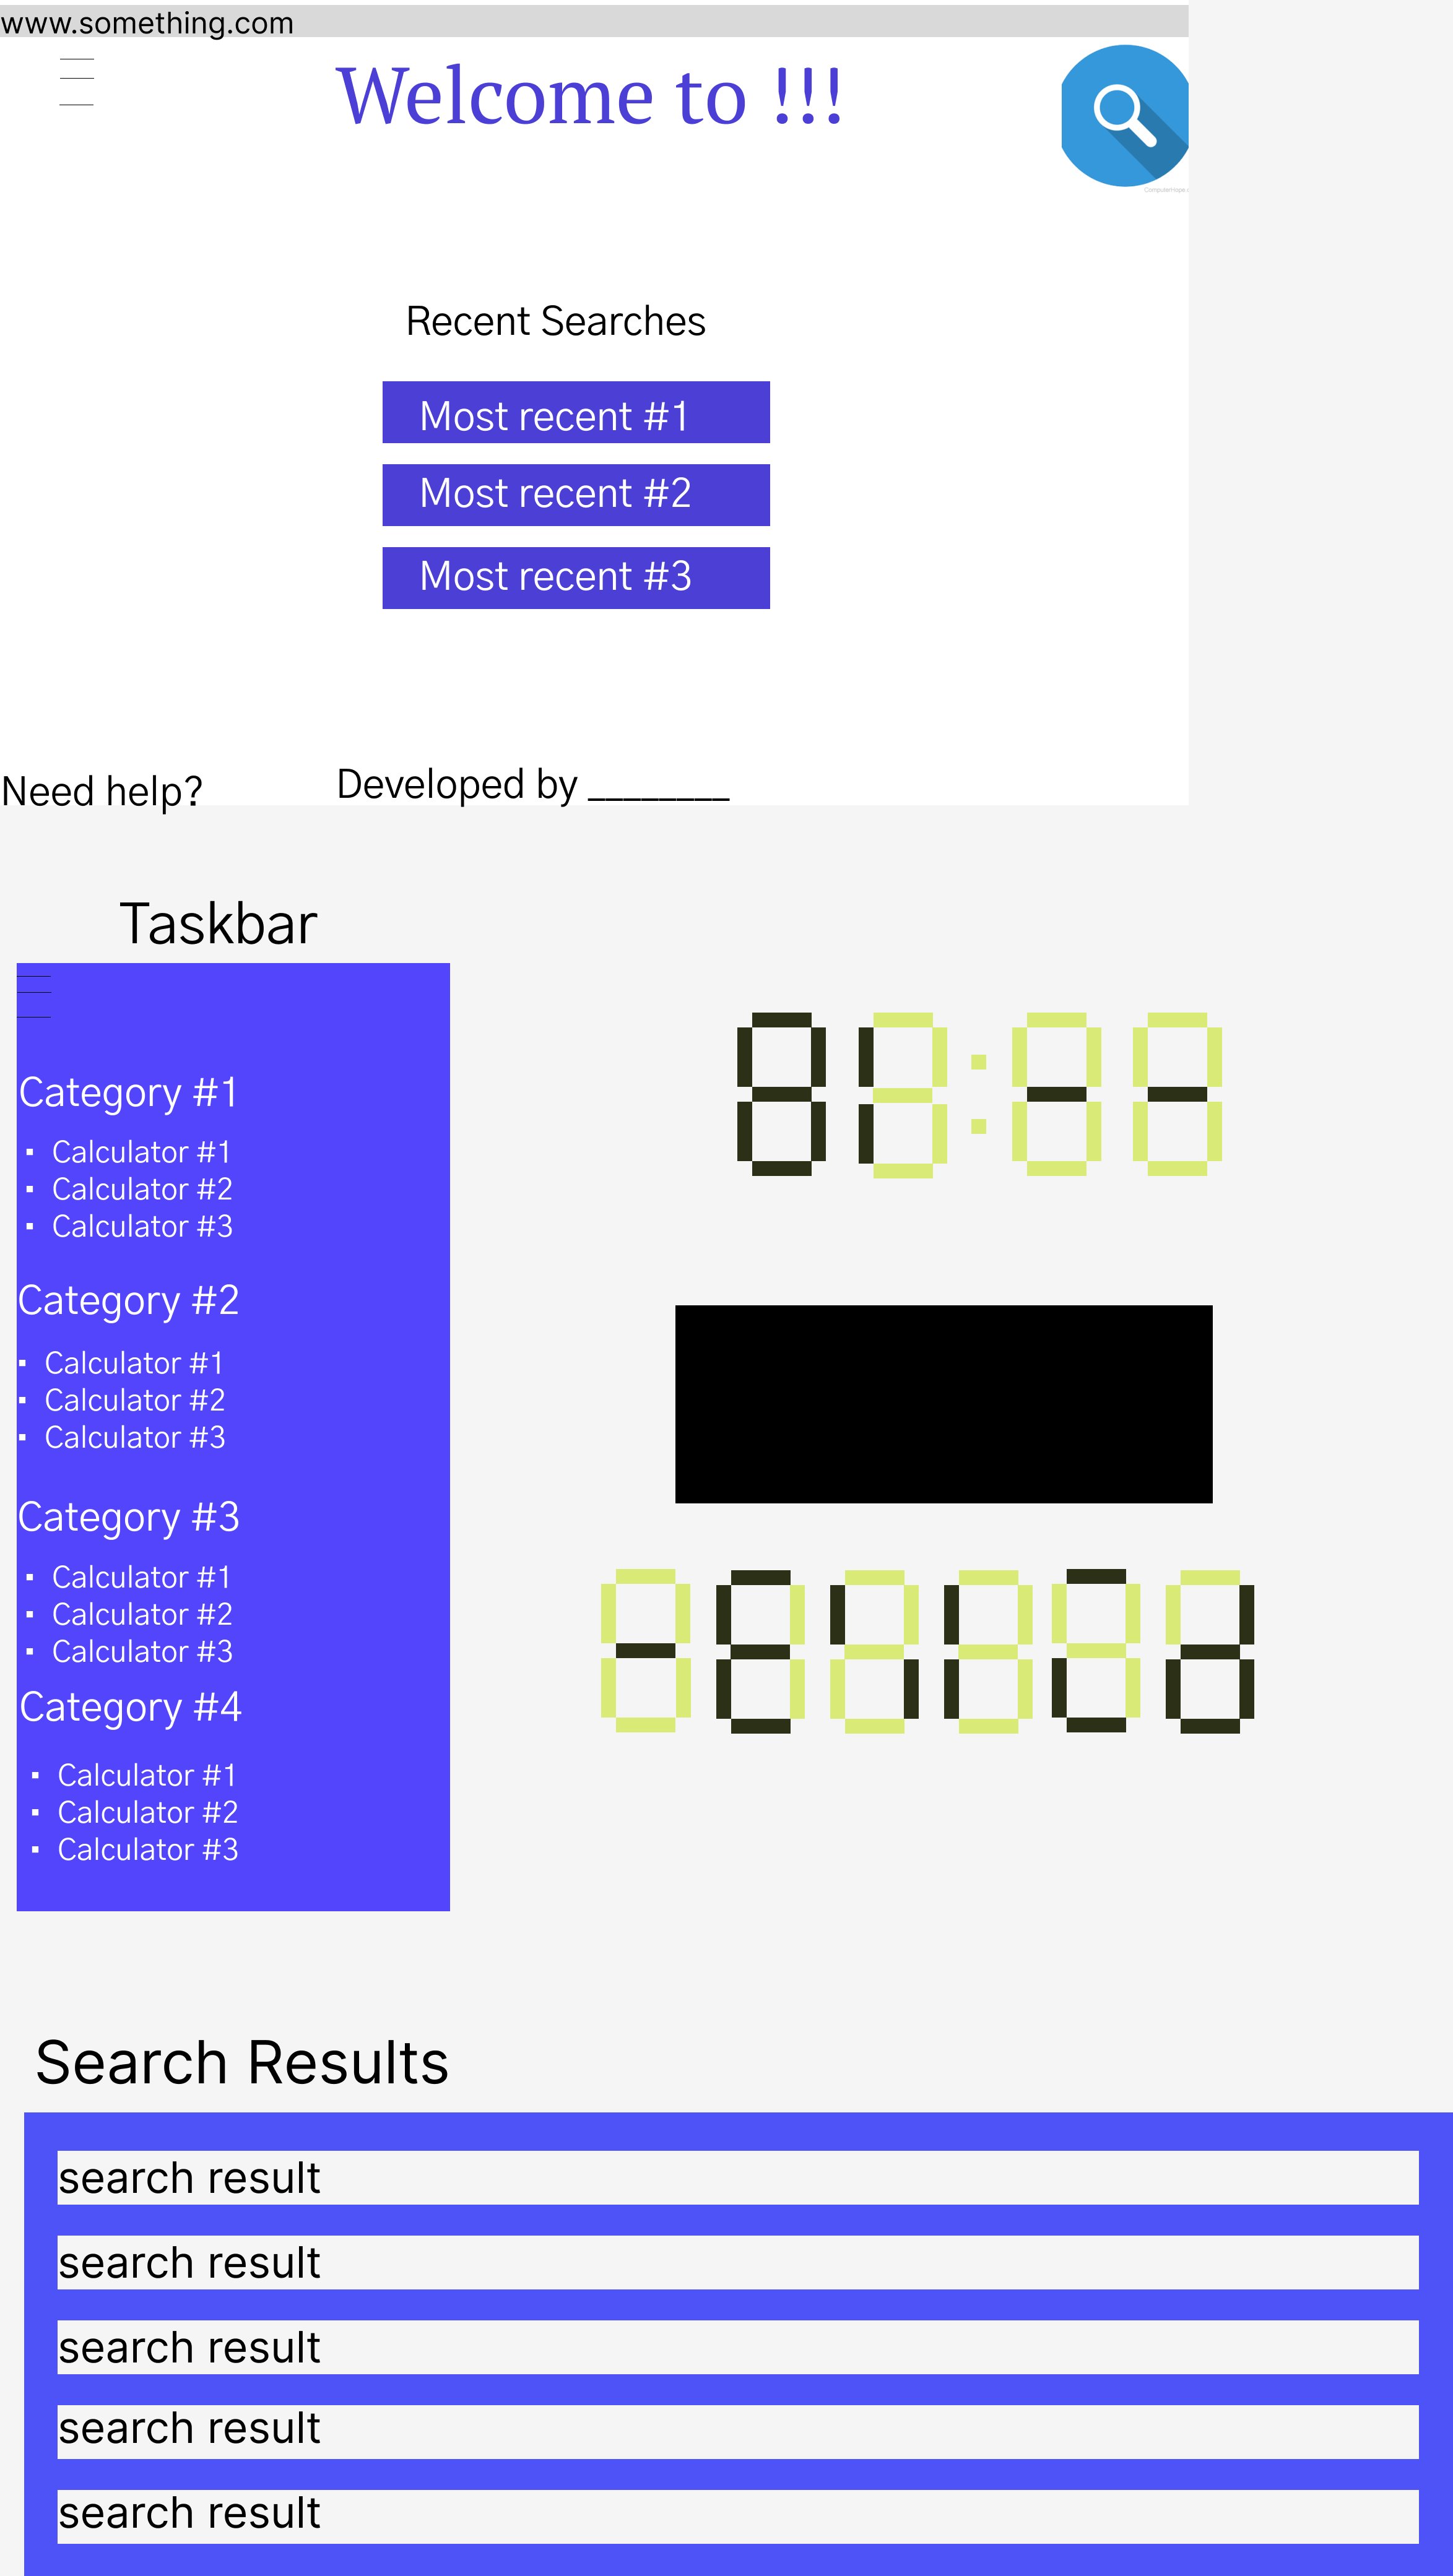 www.something.com
Welcome to !!!
Recent Searches
Most recent #1
Most recent #2
Most recent #3
Need help?
Developed by ________
Taskbar
Category #1
▪ Calculator #1
▪ Calculator #2
▪ Calculator #3
Category #2
▪ Calculator #1
▪ Calculator #2
▪ Calculator #3
Category #3
▪ Calculator #1
▪ Calculator #2
▪ Calculator #3
Category #4
▪ Calculator #1
▪ Calculator #2
▪ Calculator #3
Search Results
search result
search result
search result
search result
search result